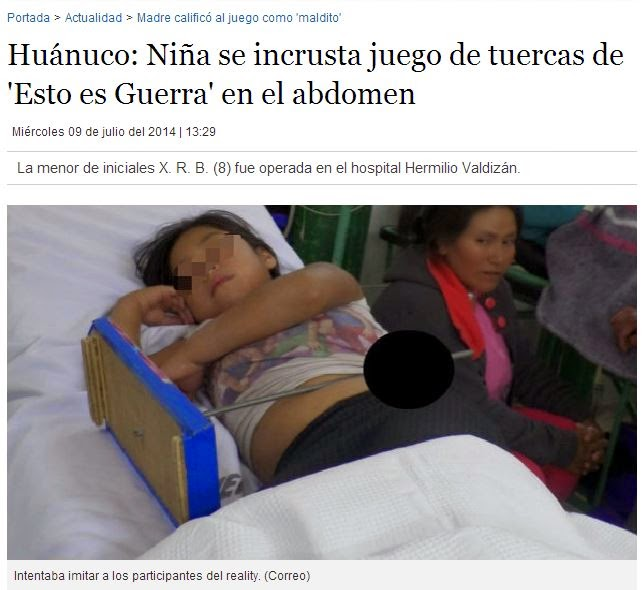 Portada > Actualidad > Madre calificó al juego como 'maldito'
Huánuco: Niña se incrusta juego de tuercas de
'Esto es Guerra' en el abdomen
Miércoles 09 de julio del 2014 | 13:29
La menor de iniciales X. R. B. (8) fue operada en el hospital Hermilio Valdizán.
Intentaba imitar a los participantes del reality. (Correo)